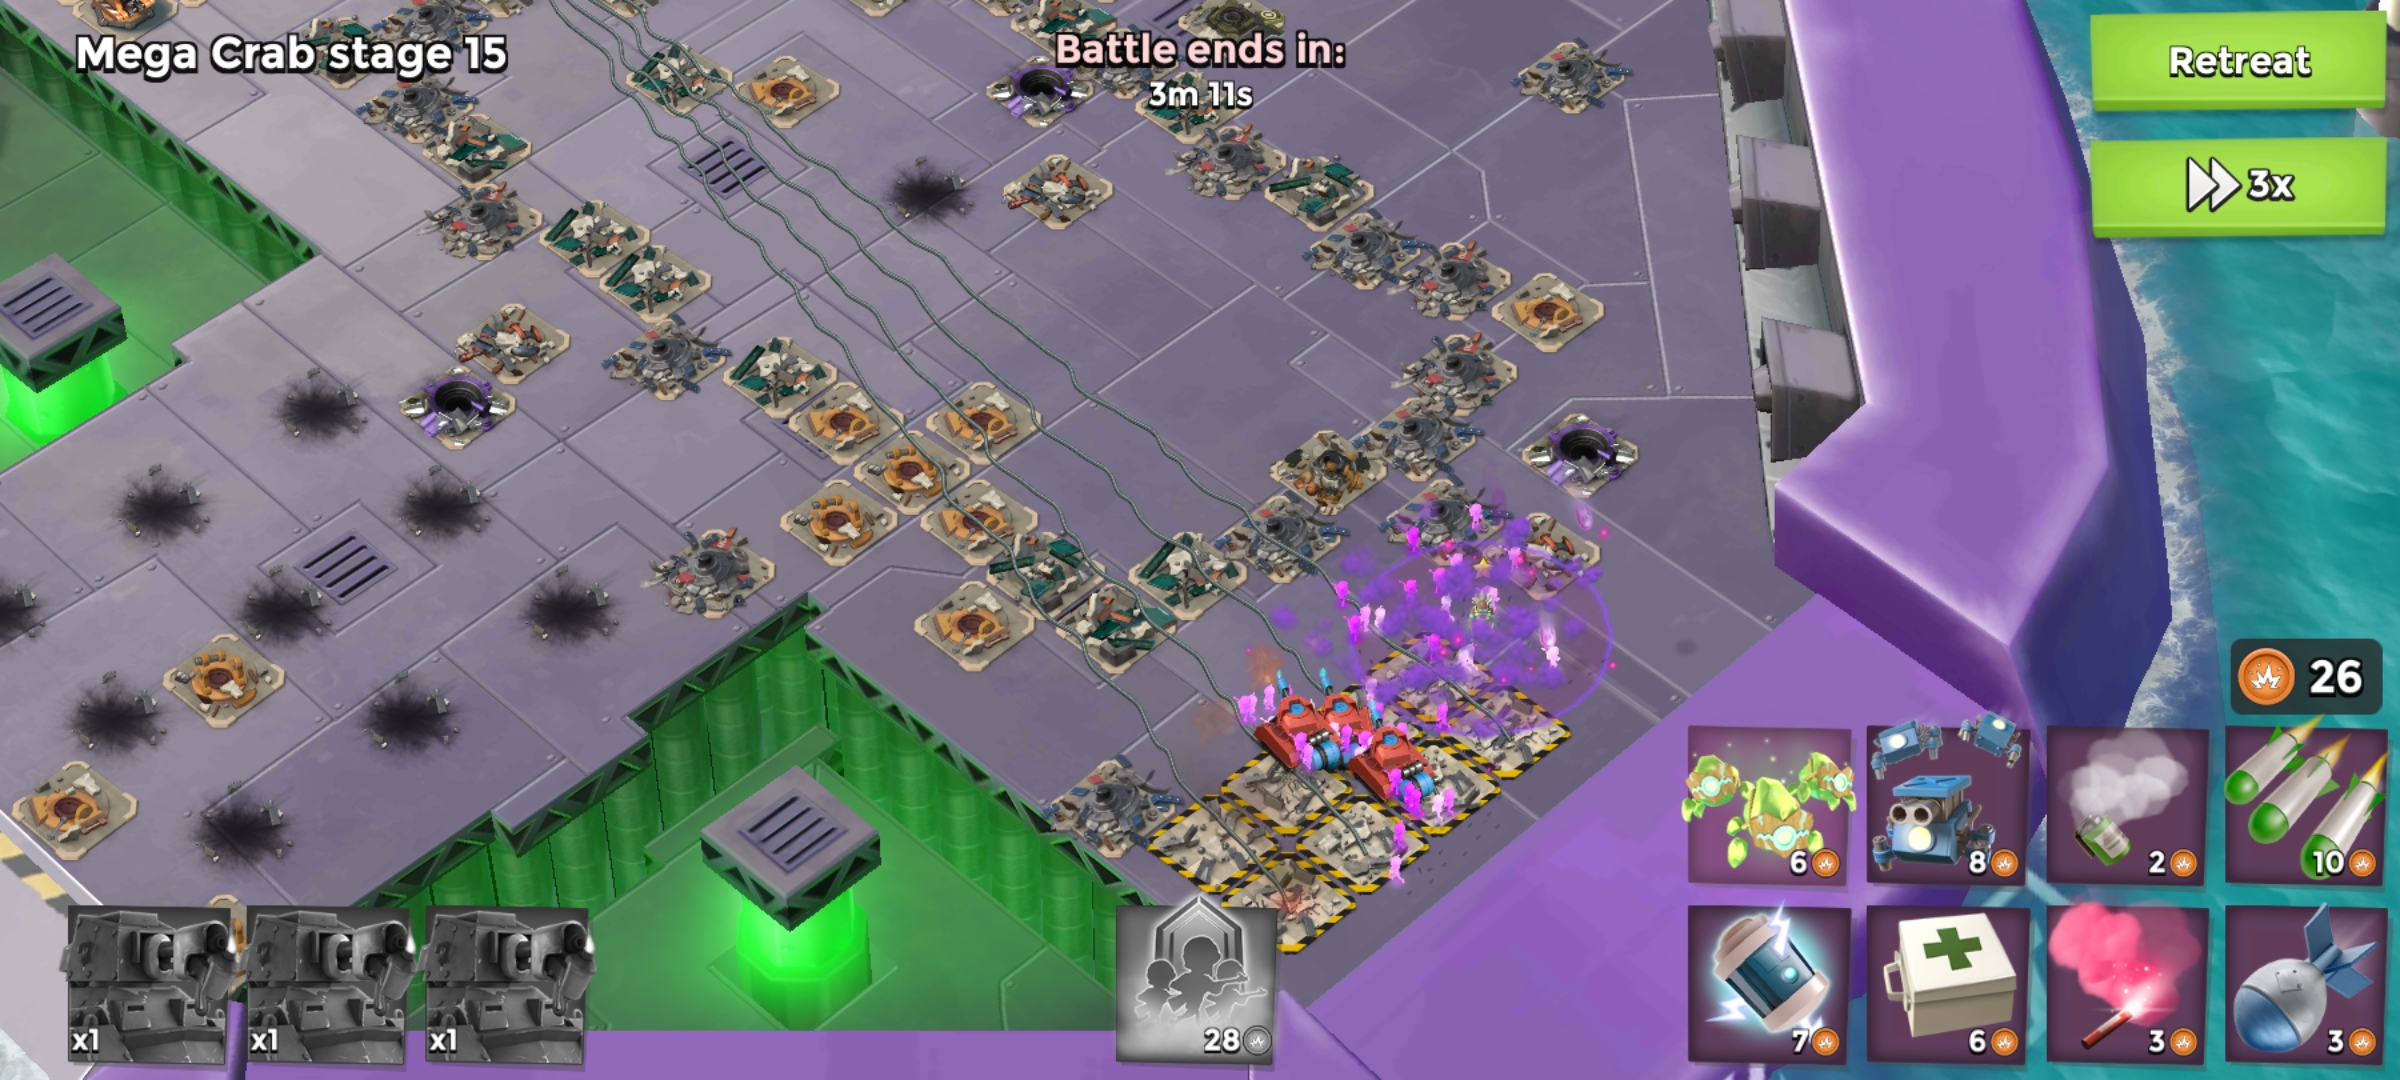 Mega Crab stage 15
Battle ends in:
3m 11s
Retreat
3x
26
6
8
2
10
7
6
3
3
x1
x1
x1
28